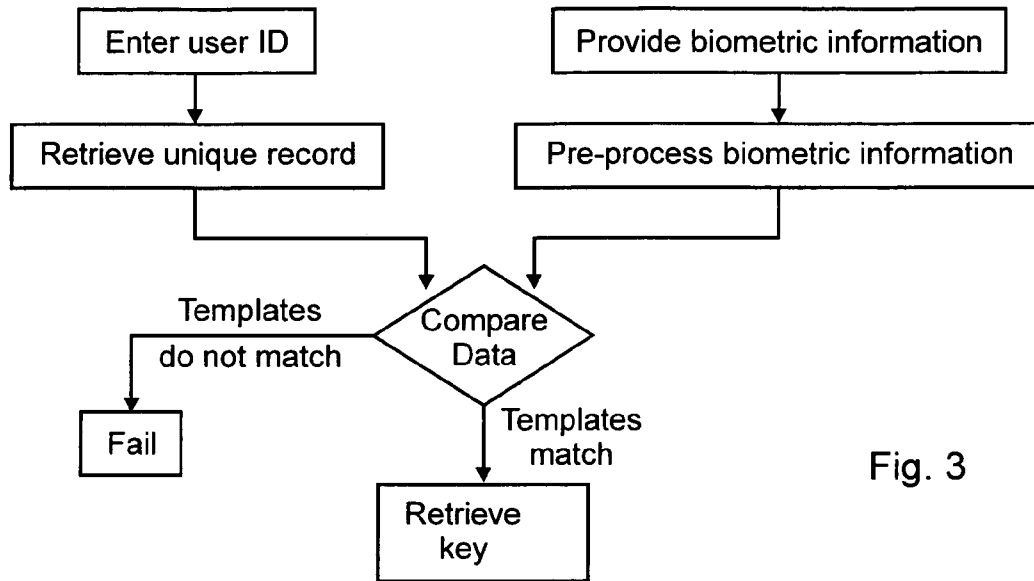 Enter user ID
Provide biometric information
Retrieve unique record
Pre-process biometric information
Templates
do not match
Compare
Data
Fail
Templates
match
Retrieve
key
Fig. 3